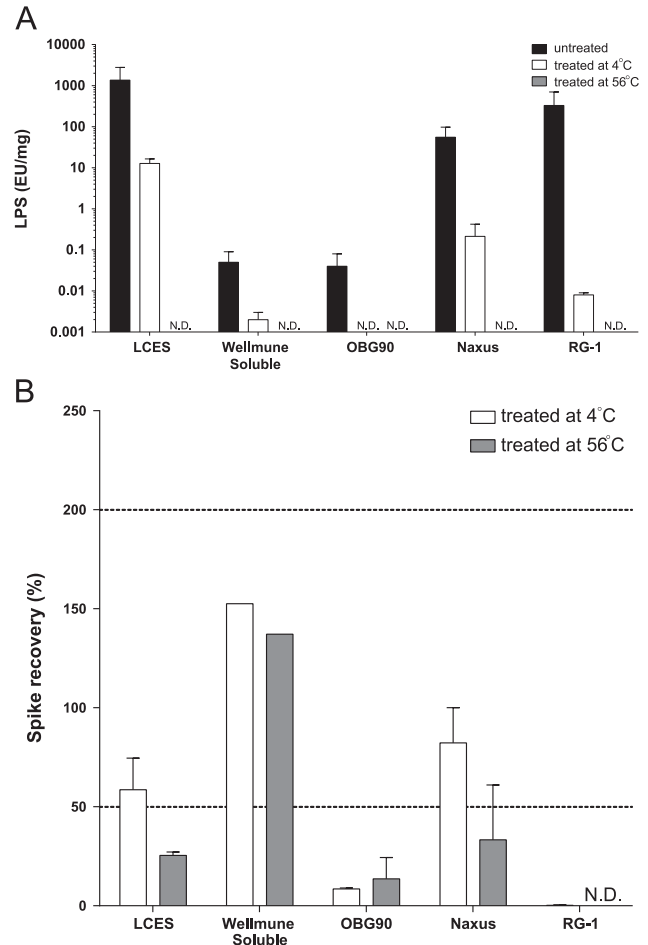 A
10000
1000
100
10
1
0.1
0.01
0.001
LPS (EU/mg)
untreated
treated at 4°C
treated at 56°C
N.D.
N.D.
N.D. N.D.
N.D.
N.D.
LCES
Wellmune
Soluble
OBG90
Naxus
RG-1
B
250
200
150
100
50
0
Spike recovery (%)
treated at 4°C
treated at 56°C
N.D.
LCES
Wellmune
Soluble
OBG90
Naxus
RG-1